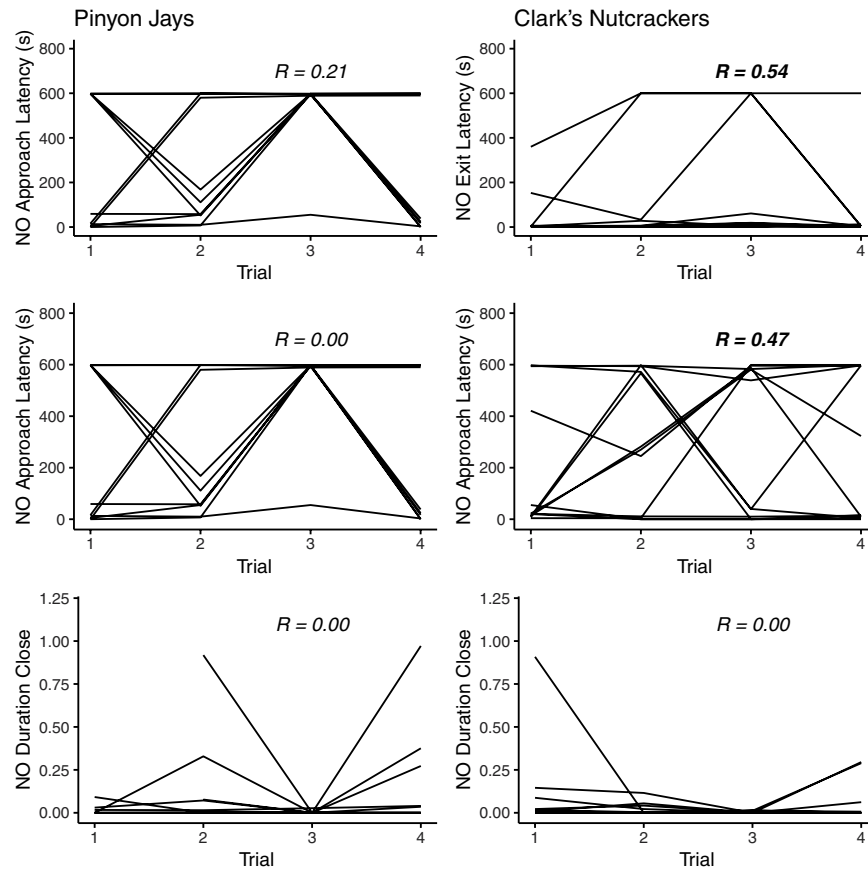 Pinyon Jays
Clark's Nutcrackers
NO Approach Latency (s)
800
600
400
200
0
R = 0.21
1 2 3 4
Trial
NO Exit Latency (s)
800
600
400
200
0
R = 0.54
1 2 3 4
Trial
NO Approach Latency (s)
800
600
400
200
0
R = 0.00
1 2 3 4
Trial
NO Approach Latency (s)
800
600
400
200
0
R = 0.47
1 2 3 4
Trial
NO Duration Close
1.25
1.00
0.75
0.50
0.25
0.00
R = 0.00
1 2 3 4
Trial
NO Duration Close
1.25
1.00
0.75
0.50
0.25
0.00
R = 0.00
1 2 3 4
Trial